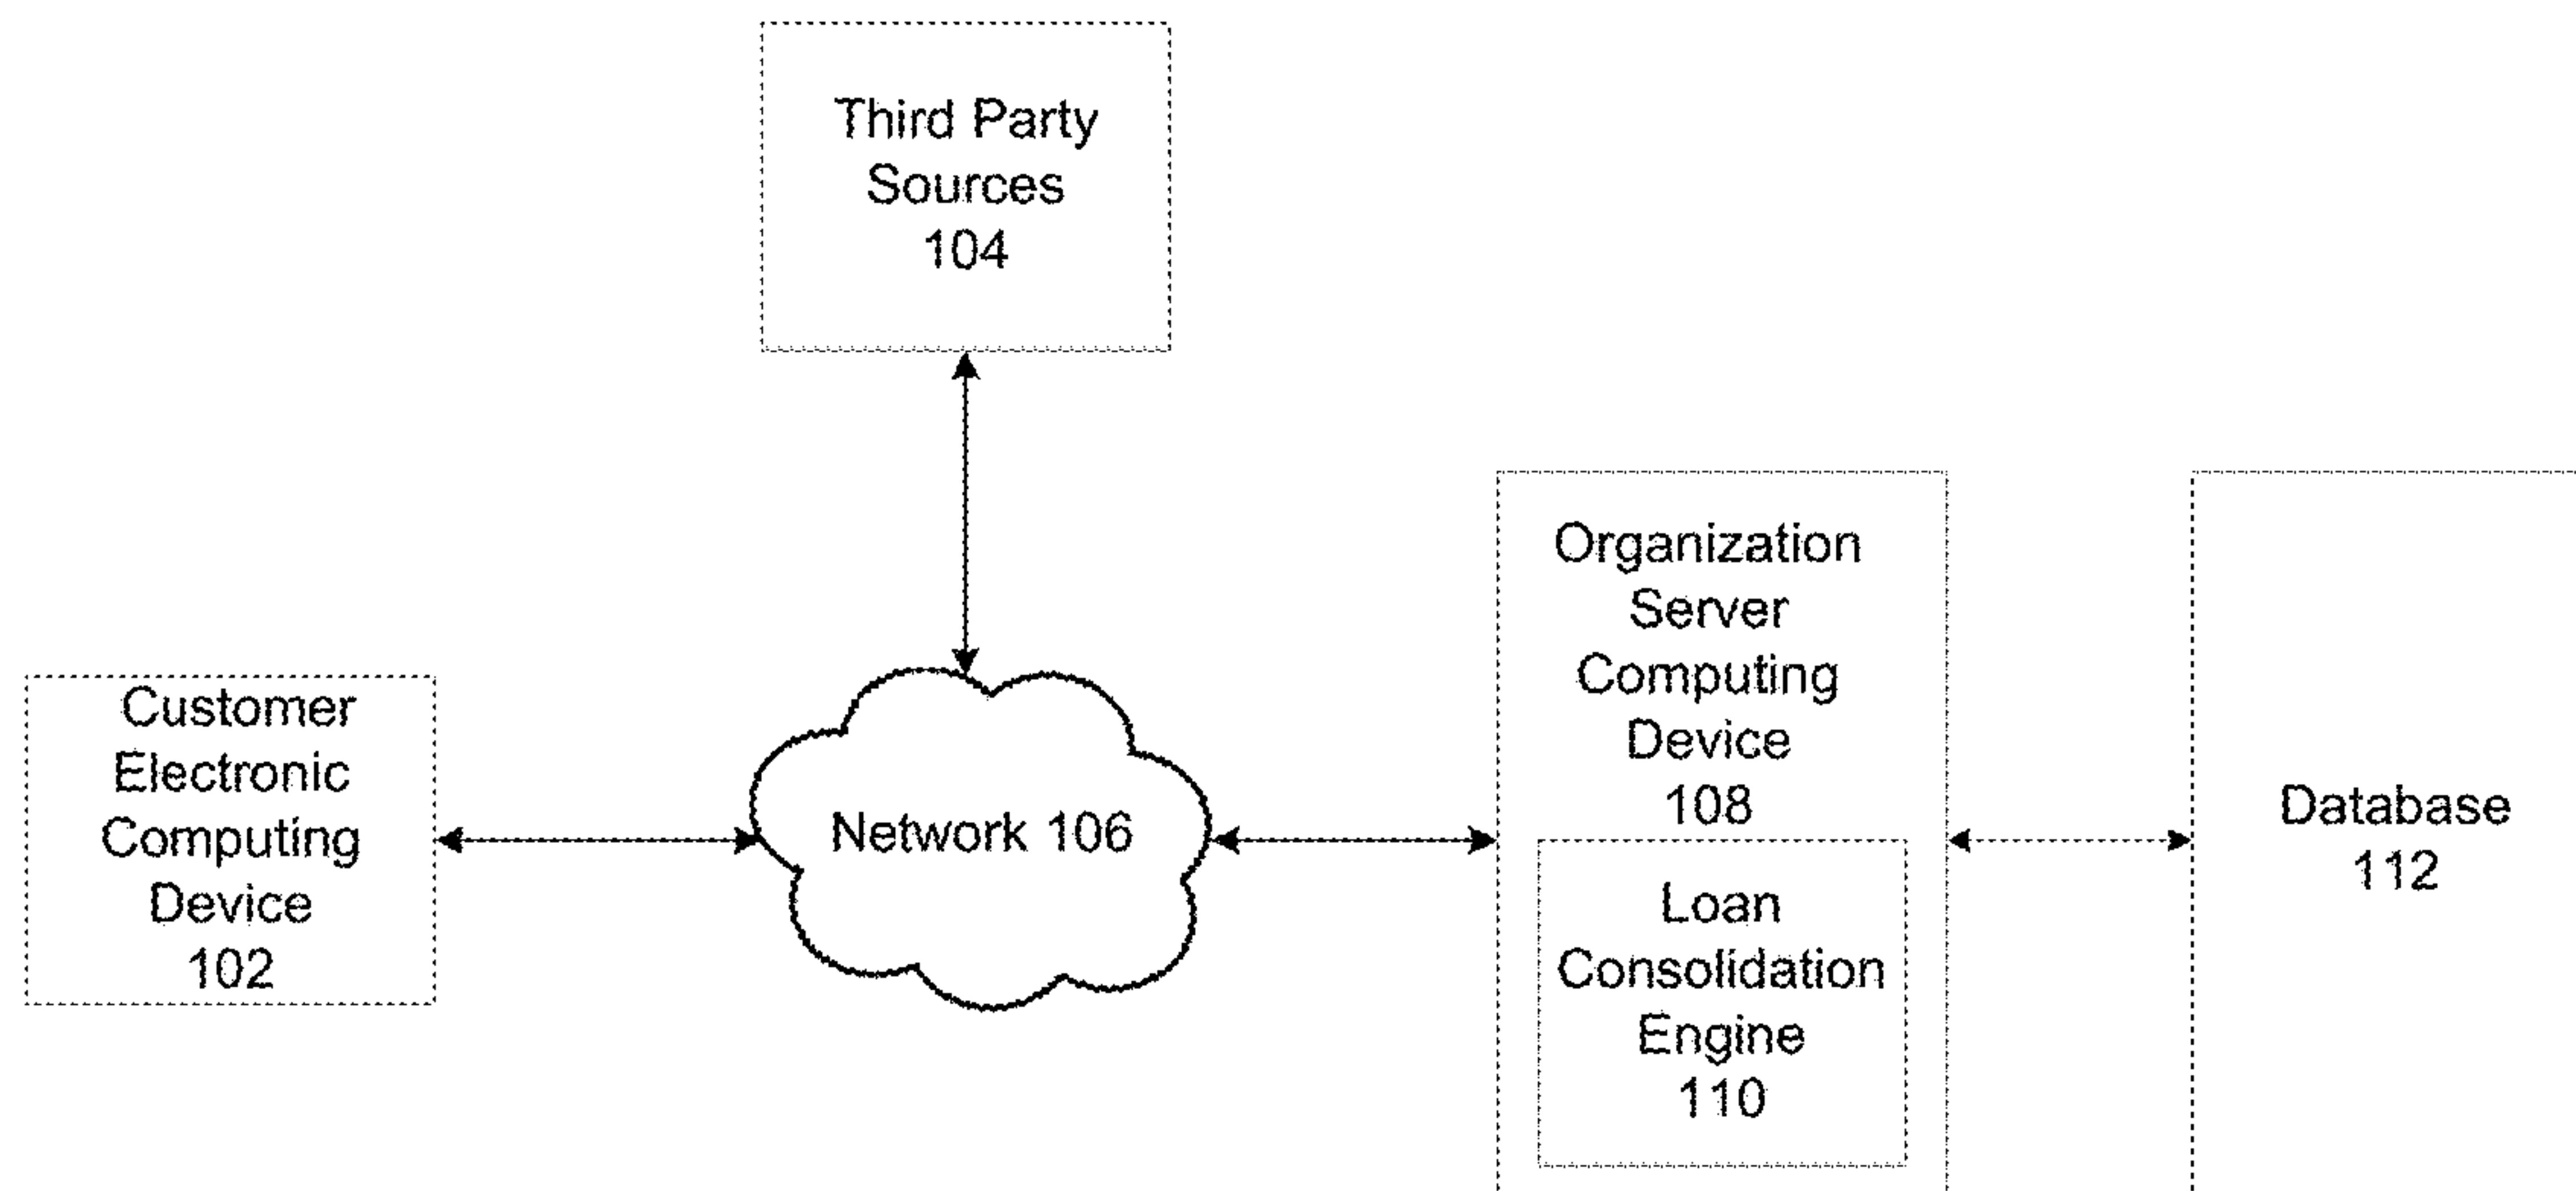 Third Party
Sources
104
Customer
Electronic
Computing
Device
102
Network 106
Organization
Server
Computing
Device
108
Loan
Consolidation
Engine
110
Database
112